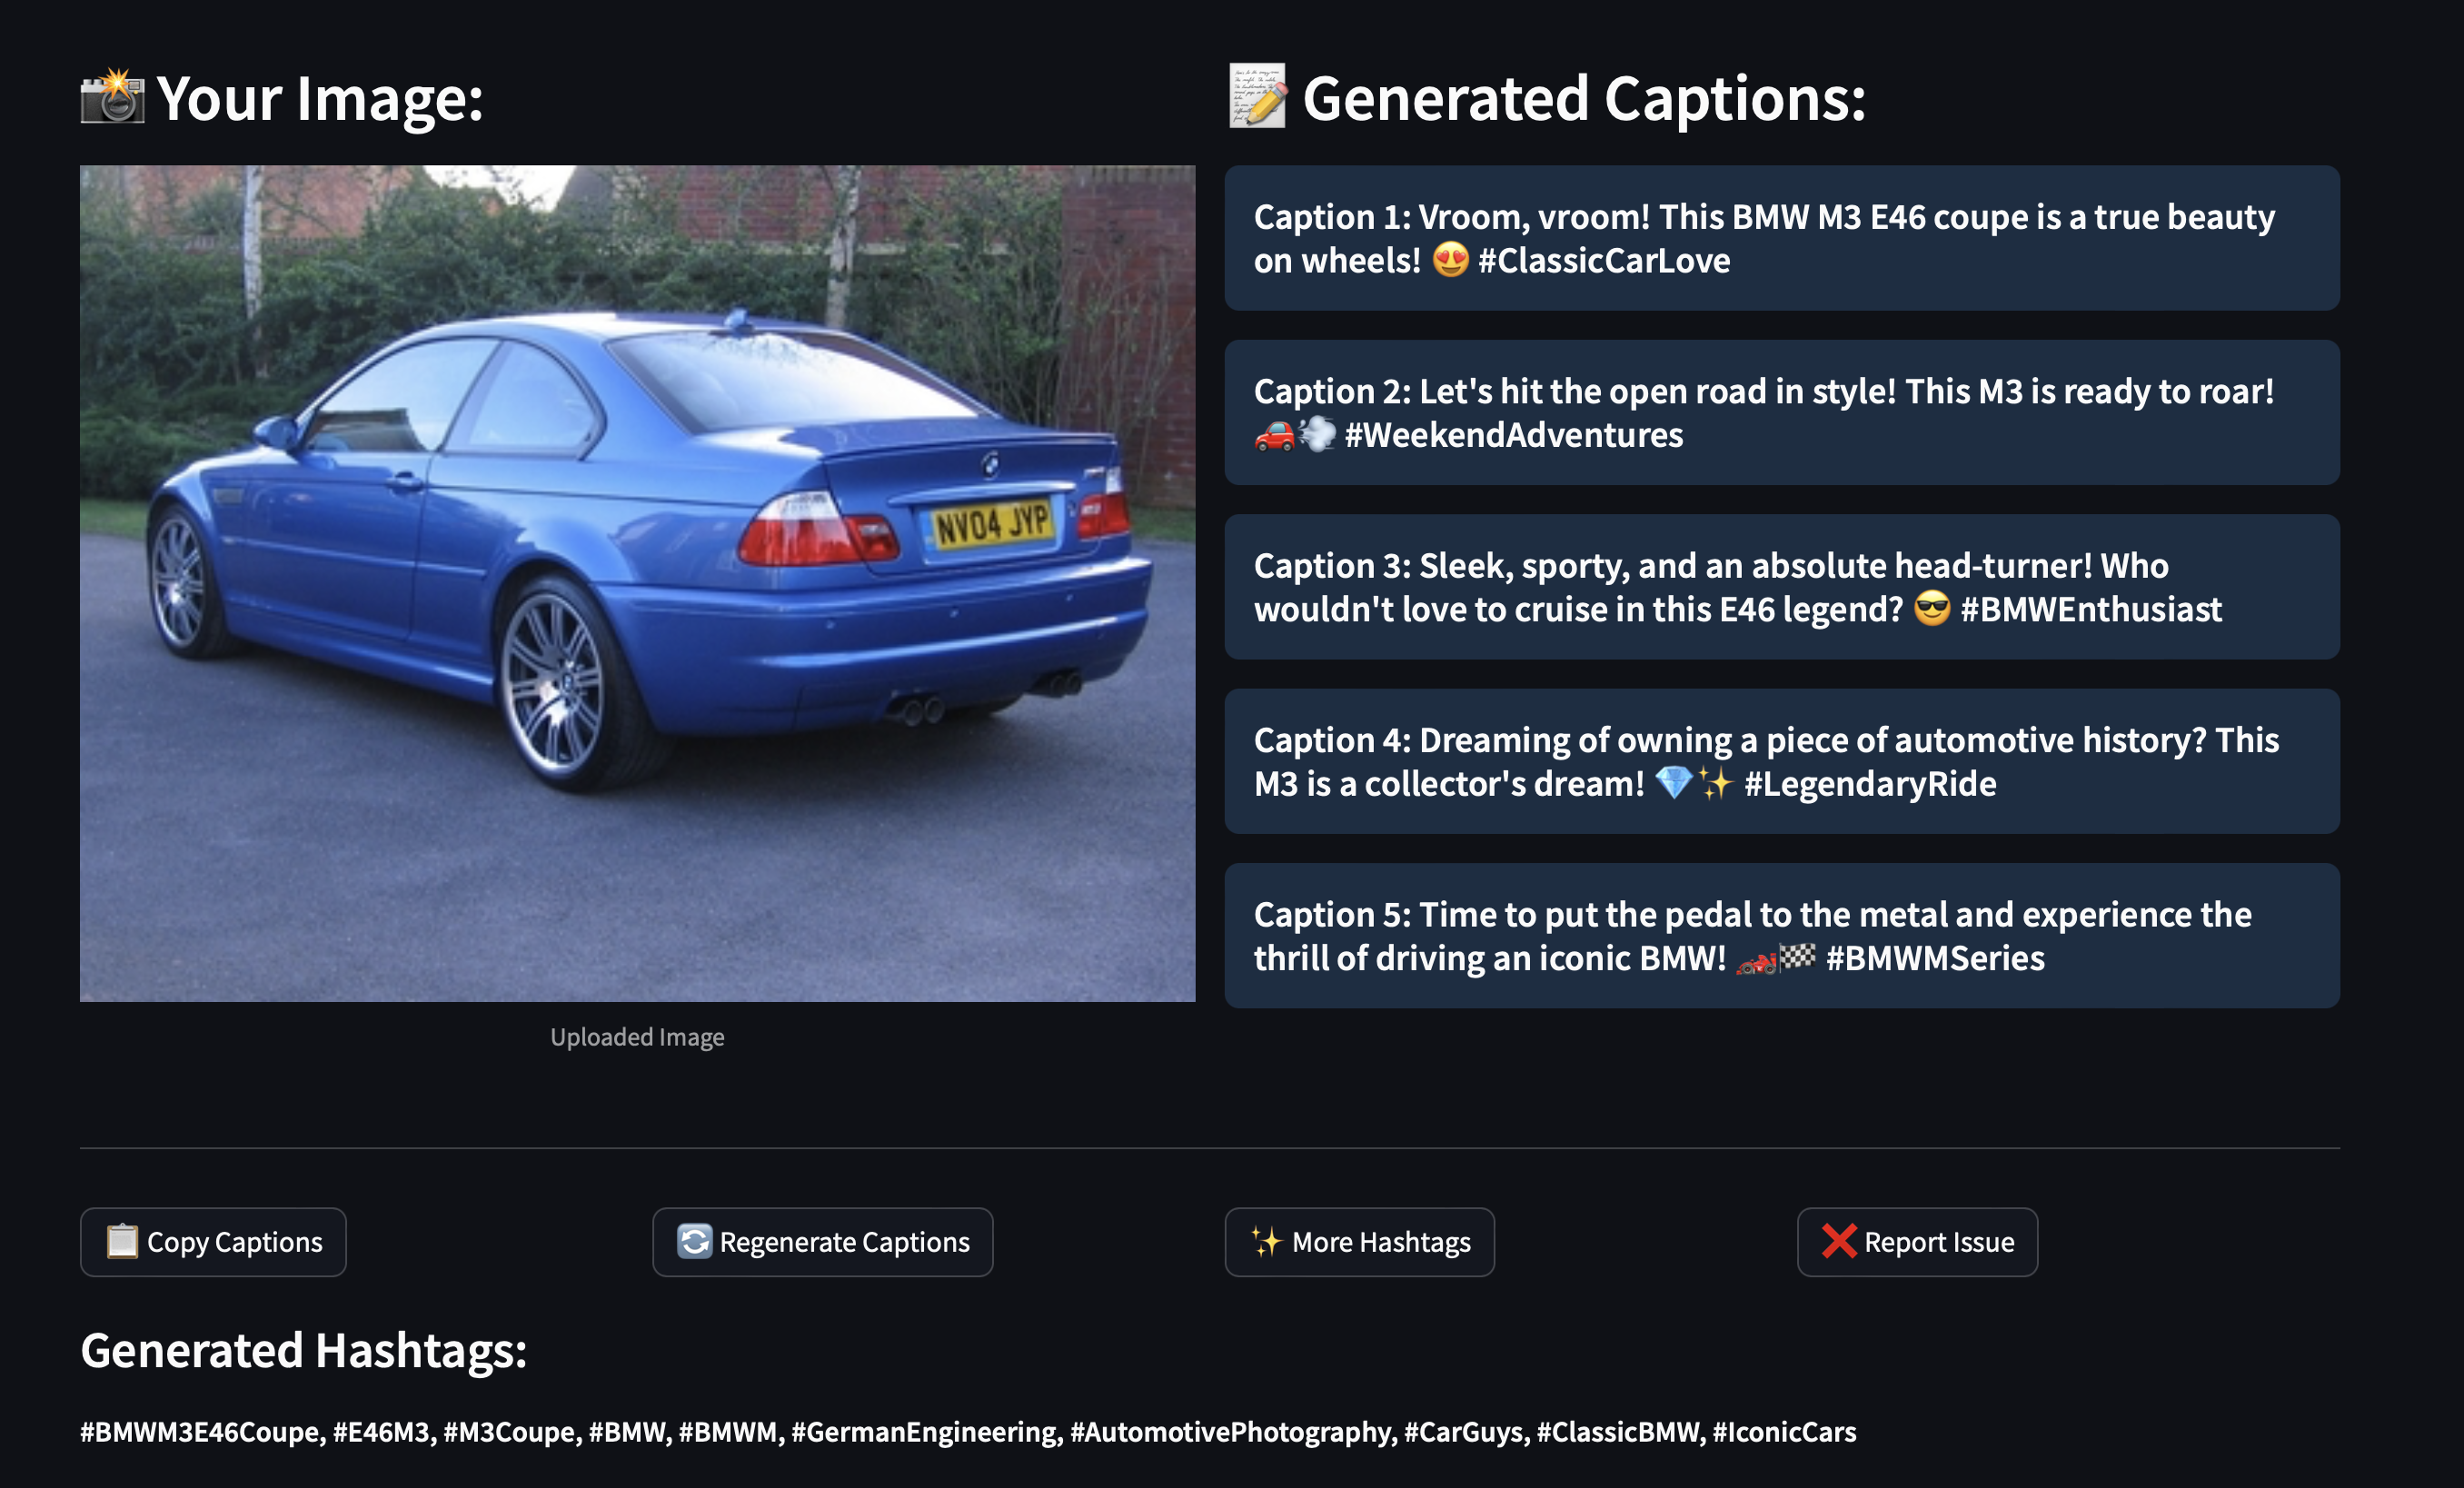 📸 Your Image:
NV04 JYP
Uploaded Image
📝 Generated Captions:
Caption 1: Vroom, vroom! This BMW M3 E46 coupe is a true beauty
on wheels! 😍 #ClassicCarLove
Caption 2: Let's hit the open road in style! This M3 is ready to roar!
🚗💨 #WeekendAdventures
Caption 3: Sleek, sporty, and an absolute head-turner! Who
wouldn't love to cruise in this E46 legend? 😎 #BMWEnthusiast
Caption 4: Dreaming of owning a piece of automotive history? This
M3 is a collector's dream! 💎✨ #LegendaryRide
Caption 5: Time to put the pedal to the metal and experience the
thrill of driving an iconic BMW! 🏎️🏁 #BMWMSeries
📋 Copy Captions
🔄 Regenerate Captions
✨ More Hashtags
❌ Report Issue
Generated Hashtags:
#BMWM3E46Coupe, #E46M3, #M3Coupe, #BMW, #BMWM, #GermanEngineering, #AutomotivePhotography, #CarGuys, #ClassicBMW, #IconicCars